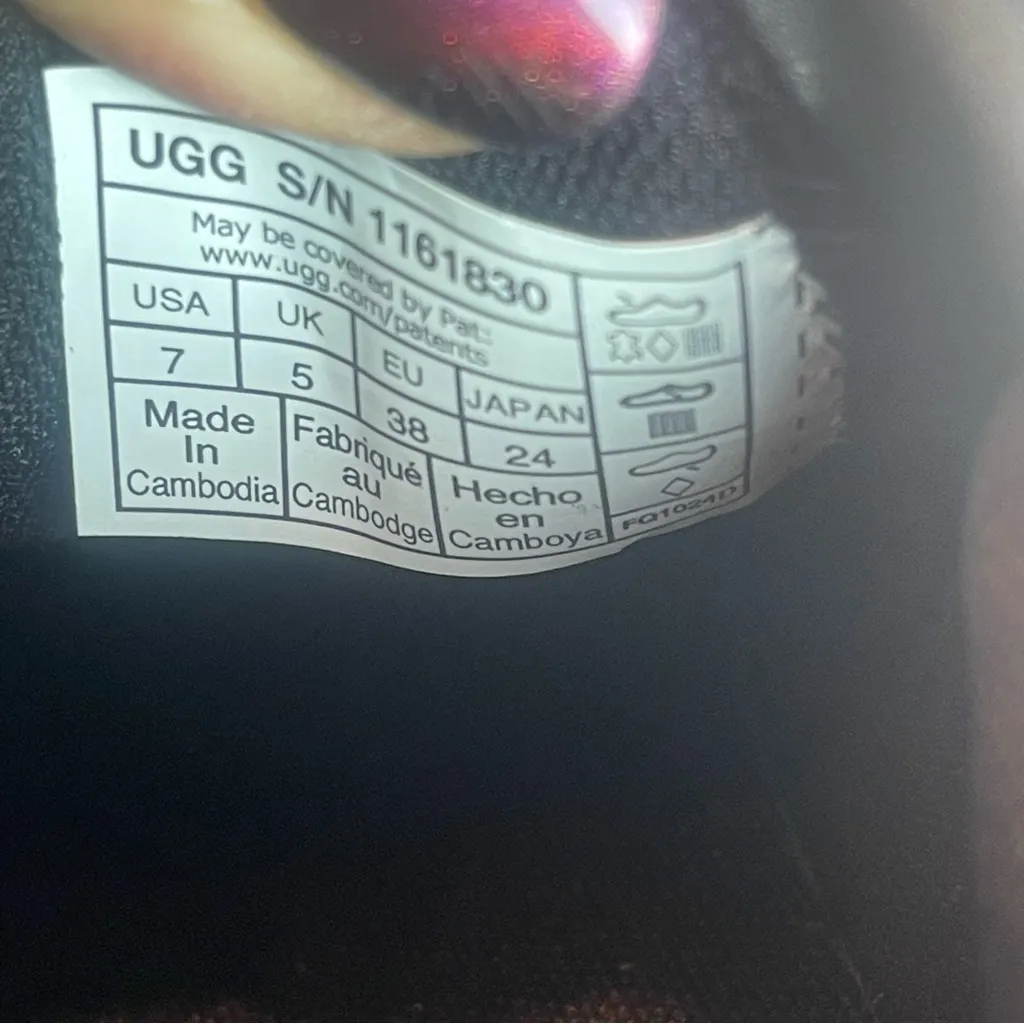 UGG S/N 1161830
May be covered by Pat:
www.ugg.com/patents
USA UK EU JAPAN
7 5 38 24
Made
In
Cambodia
Fabriqué
au
Cambodge
Hecho
en
Camboya
FQ1024D